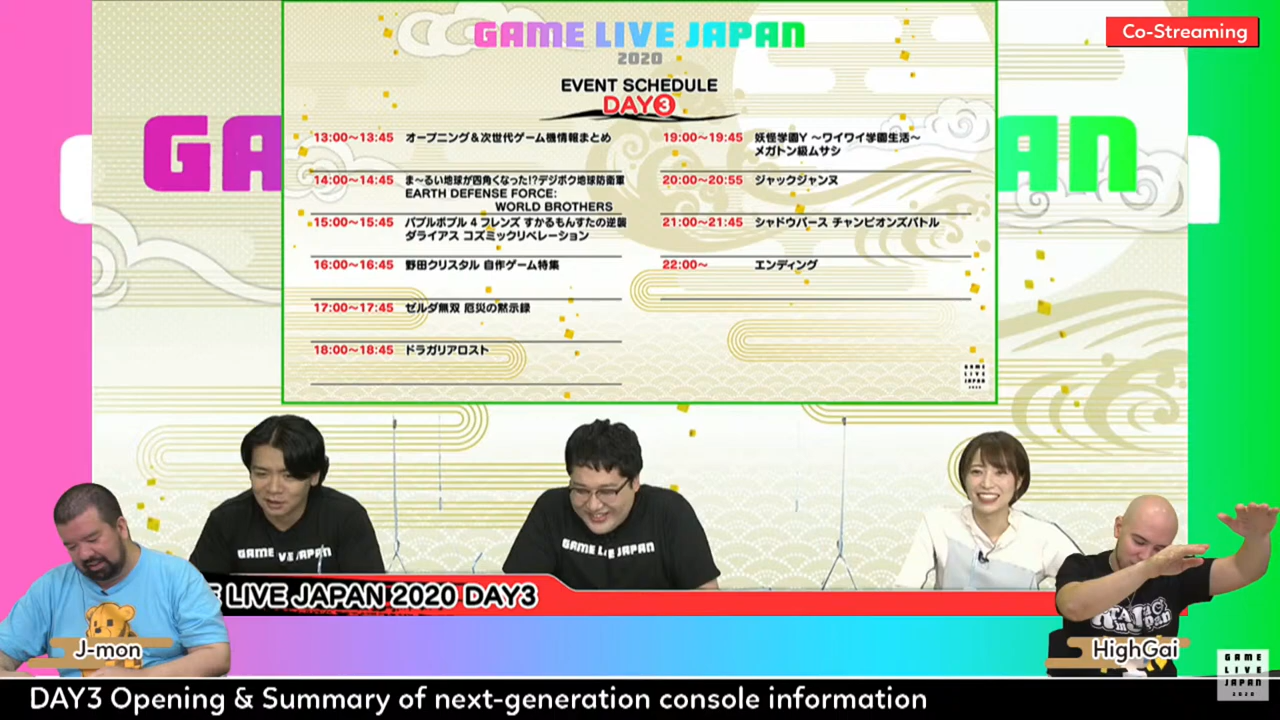 Co-Streaming
GAME LIVE JAPAN
2020
EVENT SCHEDULE
DAY3
13:00～13:45 オープニング＆次世代ゲーム機情報まとめ
14:00～14:45 ま～るい地球が四角くなった!?デジボク地球防衛軍
EARTH DEFENSE FORCE:
WORLD BROTHERS
15:00～15:45 バブルボブル 4 フレンズ すかるもんすたの逆襲
ダライアス コズミックリベレーション
16:00～16:45 野田クリスタル 自作ゲーム特集
17:00～17:45 ゼルダ無双 厄災の黙示録
18:00～18:45 ドラガリアロスト
19:00～19:45 妖怪学園Y ～ワイワイ学園生活～
メガトン級ムサシ
20:00～20:55 ジャックジャンヌ
21:00～21:45 シャドウバース チャンピオンズバトル
22:00～ エンディング
GAME
LIVE
JAPAN
2020
GA
AN
GAME LIVE JAPAN
E LIVE JAPAN 2020 DAY3
J-mon
HighGai
GAME
LIVE
JAPAN
2020
DAY3 Opening & Summary of next-generation console information